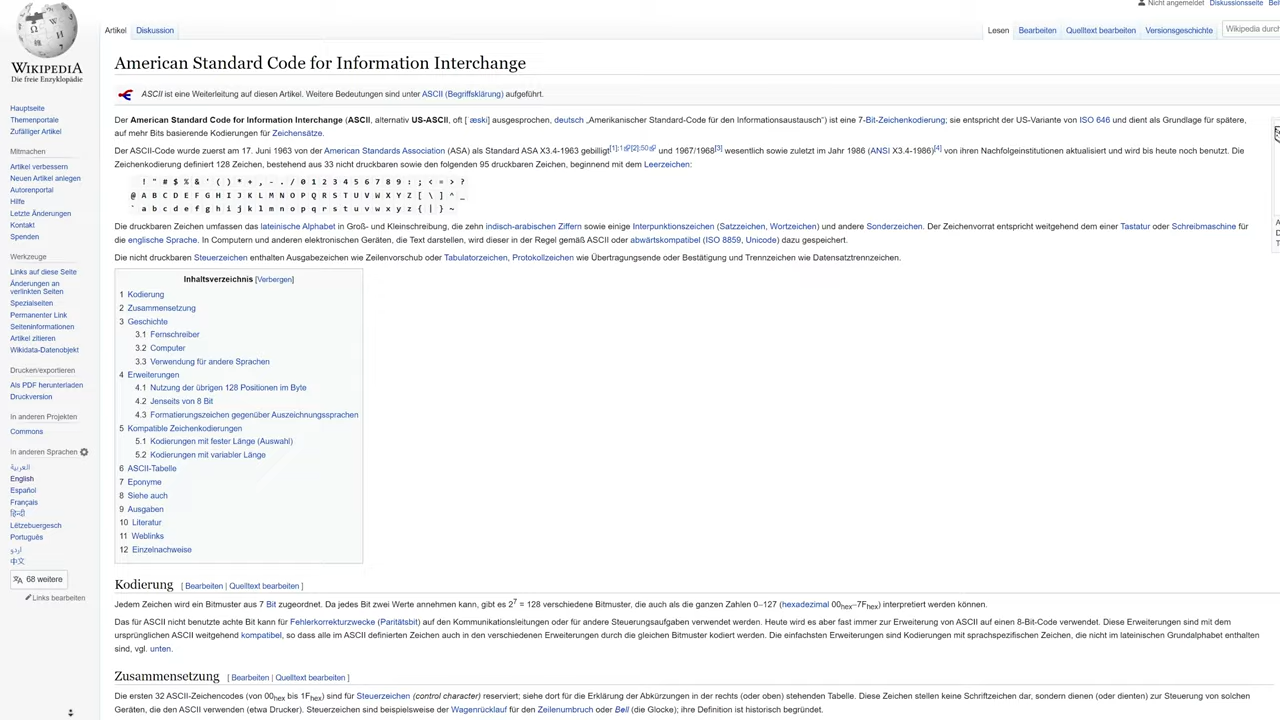 Nicht angemeldet Diskussionsseite
WIKIPEDIA
Die freie Enzyklopädie
Artikel Diskussion
Lesen Bearbeiten Quelltext bearbeiten Versionsgeschichte
Wikipedia durch
American Standard Code for Information Interchange
ASCII ist eine Weiterleitung auf diesen Artikel. Weitere Bedeutungen sind unter ASCII (Begriffsklärung) aufgeführt.
Der American Standard Code for Information Interchange (ASCII, alternativ US-ASCII, oft [ æski] ausgesprochen, deutsch „Amerikanischer Standard-Code für den Informationsaustausch“) ist eine 7-Bit-Zeichenkodierung; sie entspricht der US-Variante von ISO 646 und dient als Grundlage für spätere,
auf mehr Bits basierende Kodierungen für Zeichensätze.
Der ASCII-Code wurde zuerst am 17. Juni 1963 von der American Standards Association (ASA) als Standard ASA X3.4-1963 gebilligt[1]:1[2]:50 und 1967/1968[3] wesentlich sowie zuletzt im Jahr 1986 (ANSI X3.4-1986)[4] von ihren Nachfolgeinstitutionen aktualisiert und wird bis heute noch benutzt. Die
Zeichenkodierung definiert 128 Zeichen, bestehend aus 33 nicht druckbaren sowie den folgenden 95 druckbaren Zeichen, beginnend mit dem Leerzeichen:
! " # $ % & ' ( ) * + , - . / 0 1 2 3 4 5 6 7 8 9 : ; < = > ?
@ A B C D E F G H I J K L M N O P Q R S T U V W X Y Z [ \ ] ^ _
` a b c d e f g h i j k l m n o p q r s t u v w x y z { | } ~
Die druckbaren Zeichen umfassen das lateinische Alphabet in Groß- und Kleinschreibung, die zehn indisch-arabischen Ziffern sowie einige Interpunktionszeichen (Satzzeichen, Wortzeichen) und andere Sonderzeichen. Der Zeichenvorrat entspricht weitgehend dem einer Tastatur oder Schreibmaschine für
die englische Sprache. In Computern und anderen elektronischen Geräten, die Text darstellen, wird dieser in der Regel gemäß ASCII oder abwärtskompatibel (ISO 8859, Unicode) dazu gespeichert.
Die nicht druckbaren Steuerzeichen enthalten Ausgabezeichen wie Zeilenvorschub oder Tabulatorzeichen, Protokollzeichen wie Übertragungsende oder Bestätigung und Trennzeichen wie Datensatztrennzeichen.
Inhaltsverzeichnis [Verbergen]
1 Kodierung
2 Zusammensetzung
3 Geschichte
3.1 Fernschreiber
3.2 Computer
3.3 Verwendung für andere Sprachen
4 Erweiterungen
4.1 Nutzung der übrigen 128 Positionen im Byte
4.2 Jenseits von 8 Bit
4.3 Formatierungszeichen gegenüber Auszeichnungssprachen
5 Kompatible Zeichenkodierungen
5.1 Kodierungen mit fester Länge (Auswahl)
5.2 Kodierungen mit variabler Länge
6 ASCII-Tabelle
7 Eponyme
8 Siehe auch
9 Ausgaben
10 Literatur
11 Weblinks
12 Einzelnachweise
Kodierung [ Bearbeiten | Quelltext bearbeiten ]
Jedem Zeichen wird ein Bitmuster aus 7 Bit zugeordnet. Da jedes Bit zwei Werte annehmen kann, gibt es 2^7 = 128 verschiedene Bitmuster, die auch als die ganzen Zahlen 0–127 (hexadezimal 00hex–7Fhex) interpretiert werden können.
Das für ASCII nicht benutzte achte Bit kann für Fehlerkorrekturzwecke (Paritätsbit) auf den Kommunikationsleitungen oder für andere Steuerungsaufgaben verwendet werden. Heute wird es aber fast immer zur Erweiterung von ASCII auf einen 8-Bit-Code verwendet. Diese Erweiterungen sind mit dem
ursprünglichen ASCII weitgehend kompatibel, so dass alle im ASCII definierten Zeichen auch in den verschiedenen Erweiterungen durch die gleichen Bitmuster kodiert werden. Die einfachsten Erweiterungen sind Kodierungen mit sprachspezifischen Zeichen, die nicht im lateinischen Grundalphabet enthalten
sind, vgl. unten.
Zusammensetzung [ Bearbeiten | Quelltext bearbeiten ]
Die ersten 32 ASCII-Zeichencodes (von 00hex bis 1Fhex) sind für Steuerzeichen (control character) reserviert; siehe dort für die Erklärung der Abkürzungen in der rechts (oder oben) stehenden Tabelle. Diese Zeichen stellen keine Schriftzeichen dar, sondern dienen (oder dienten) zur Steuerung von solchen
Geräten, die den ASCII verwenden (etwa Drucker). Steuerzeichen sind beispielsweise der Wagenrücklauf für den Zeilenumbruch oder Bell (die Glocke); ihre Definition ist historisch begründet.
Hauptseite
Themenportale
Zufälliger Artikel
Mitmachen
Artikel verbessern
Neuen Artikel anlegen
Autorenportal
Hilfe
Letzte Änderungen
Kontakt
Spenden
Werkzeuge
Links auf diese Seite
Änderungen an
verlinkten Seiten
Spezialseiten
Permanenter Link
Seiteninformationen
Artikel zitieren
Wikidata-Datenobjekt
Drucken/exportieren
Als PDF herunterladen
Druckversion
In anderen Projekten
Commons
In anderen Sprachen
العربية
English
Español
Français
हिन्दी
Lëtzebuergesch
Português
اردو
中文
68 weitere
Links bearbeiten